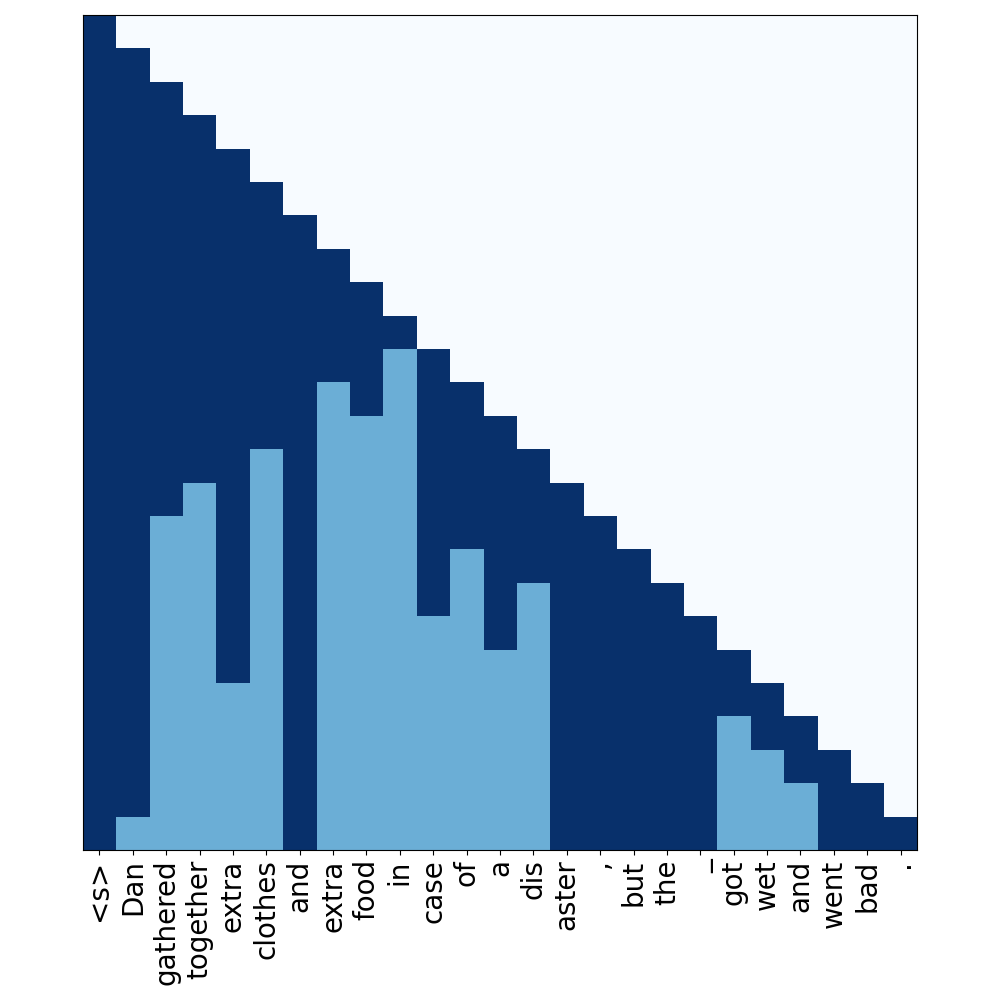 <s> Dan gathered together extra clothes and extra food in case of a dis aster , but the _ got wet and went bad .